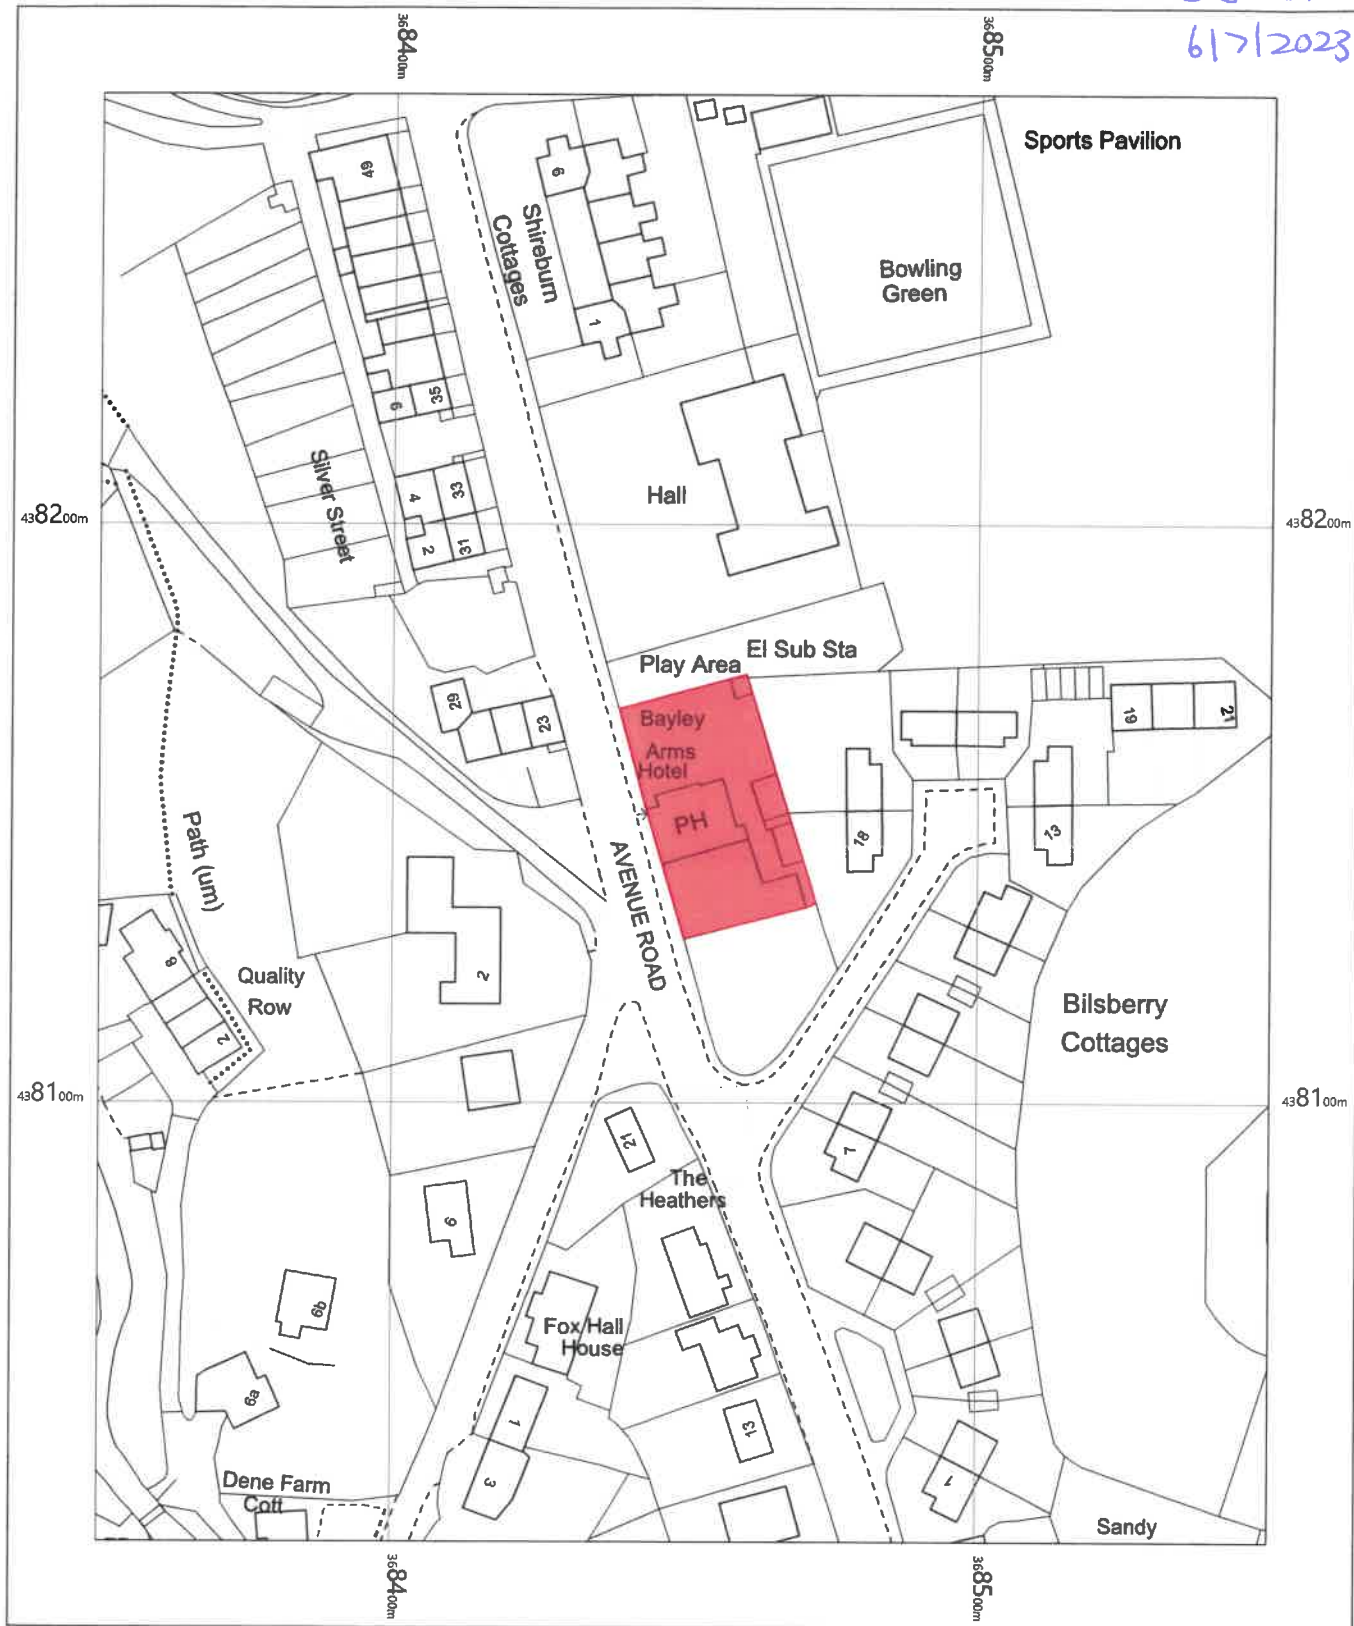 6/7/2023
368400m
368500m
Sports Pavilion
49
6
Shireburn
Cottages
Bowling
Green
1
35
6
Silver Street
4
33
2
31
Hall
438200m
438200m
El Sub Sta
Play Area
29
23
Bayley
Arms
Hotel
PH
19
21
18
13
Path (um)
AVENUE ROAD
8
2
Quality
Row
2
Bilsberry
Cottages
438100m
438100m
21
7
The
Heathers
9
6b
Fox Hall
House
6a
1
3
13
1
Dene Farm
Cott
Sandy
368400m
368500m